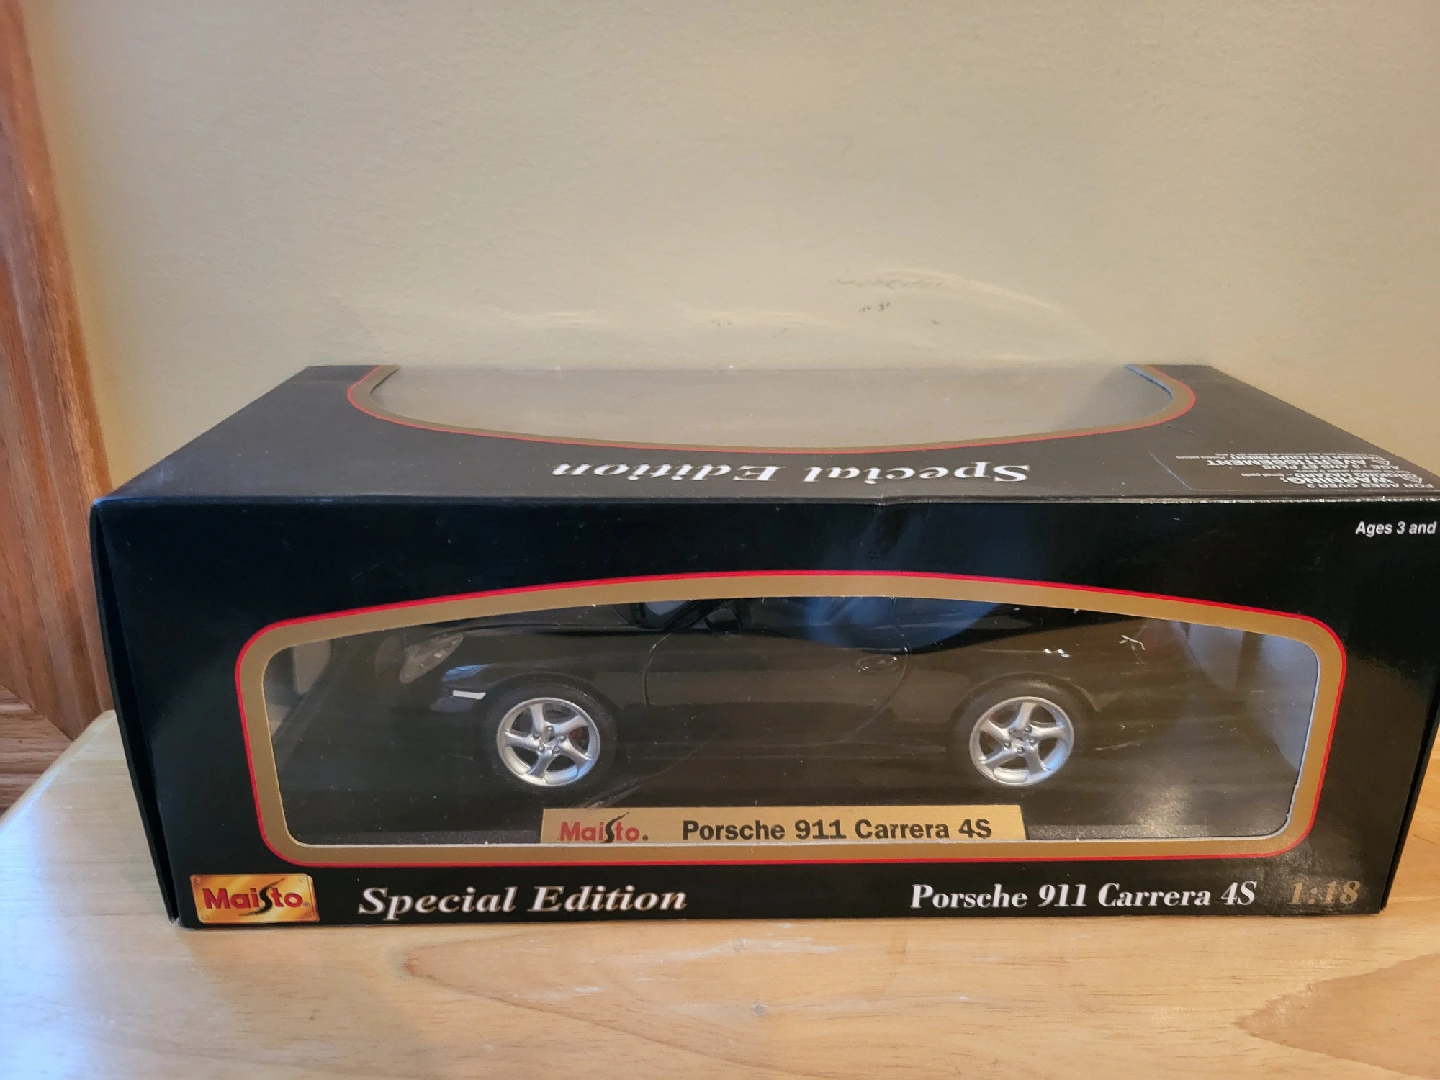 Special Edition
WARNING:
Ages 3 and
Maisto. Porsche 911 Carrera 4S
Maisto. Special Edition Porsche 911 Carrera 4S 1:18